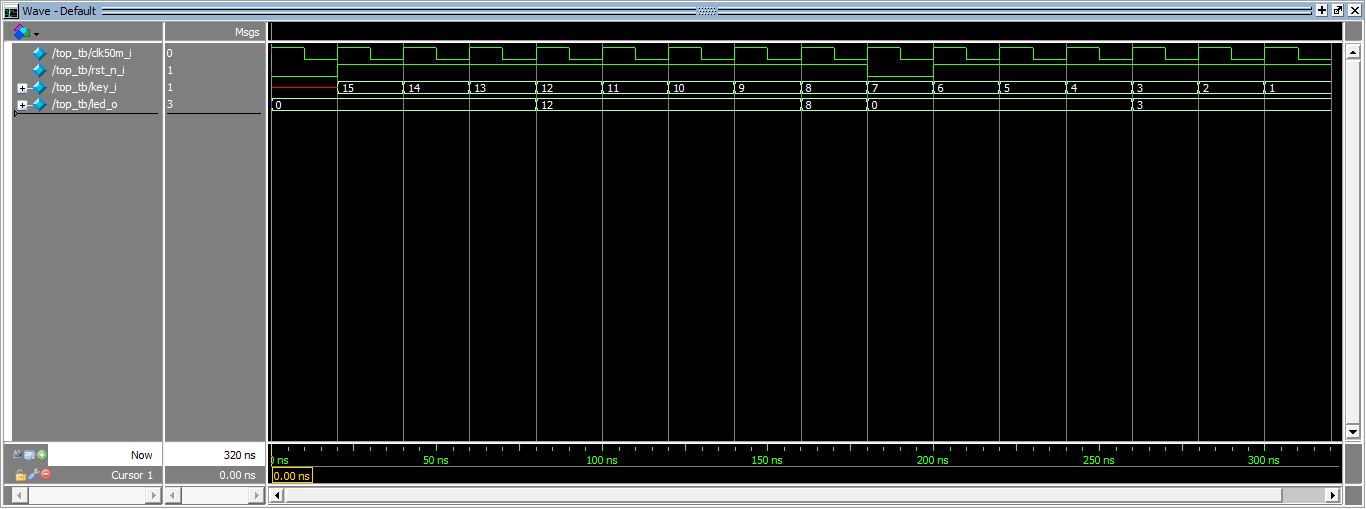 Wave - Default
Msgs
/top_tb/clk50m_i 0
/top_tb/rst_n_i 1
/top_tb/key_i 1 15 14 13 12 11 10 9 8 7 6 5 4 3 2 1
/top_tb/led_o 3 0 12 8 0 3
Now 320 ns ns 50 ns 100 ns 150 ns 200 ns 250 ns 300 ns
Cursor 1 0.00 ns 0.00 ns